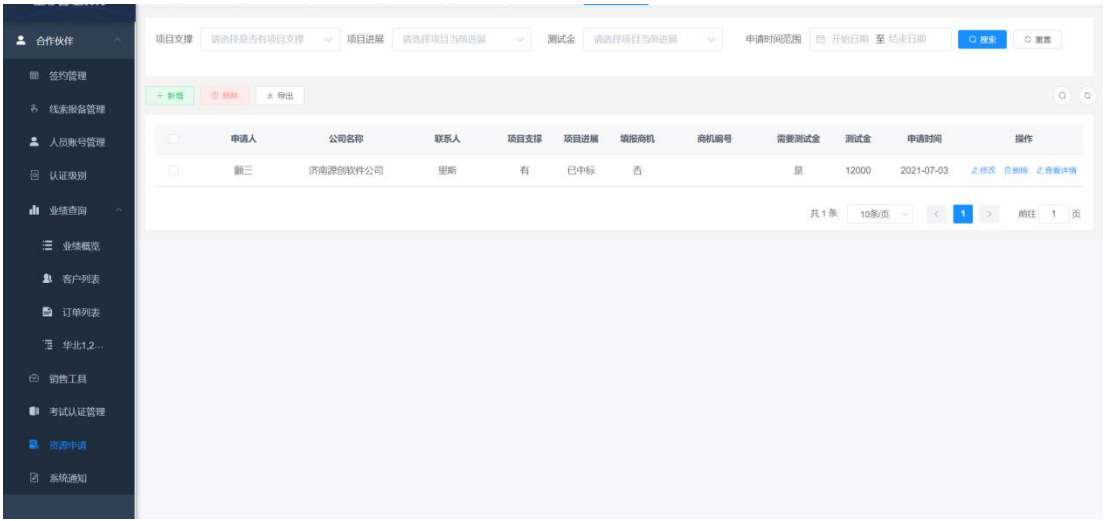 合作伙伴
签约管理
线索报备管理
人员账号管理
认证级别
业绩查询
业绩概览
客户列表
订单列表
华北1,2...
销售工具
考试认证管理
资源申请
系统通知
项目支撑 请选择是否有项目支撑 项目进展 请选择项目当前进展 测试金 请选择项目当前进展 申请时间范围 开始日期 至 结束日期 搜索 重置
+ 新增 删除 导出
申请人 公司名称 联系人 项目支撑 项目进展 填报商机 商机编号 需要测试金 测试金 申请时间 操作
颤三 济南源创软件公司 里斯 有 已中标 否 是 12000 2021-07-03 修改 删除 查看详情
共 1 条 10条/页 < 1 > 前往 1 页